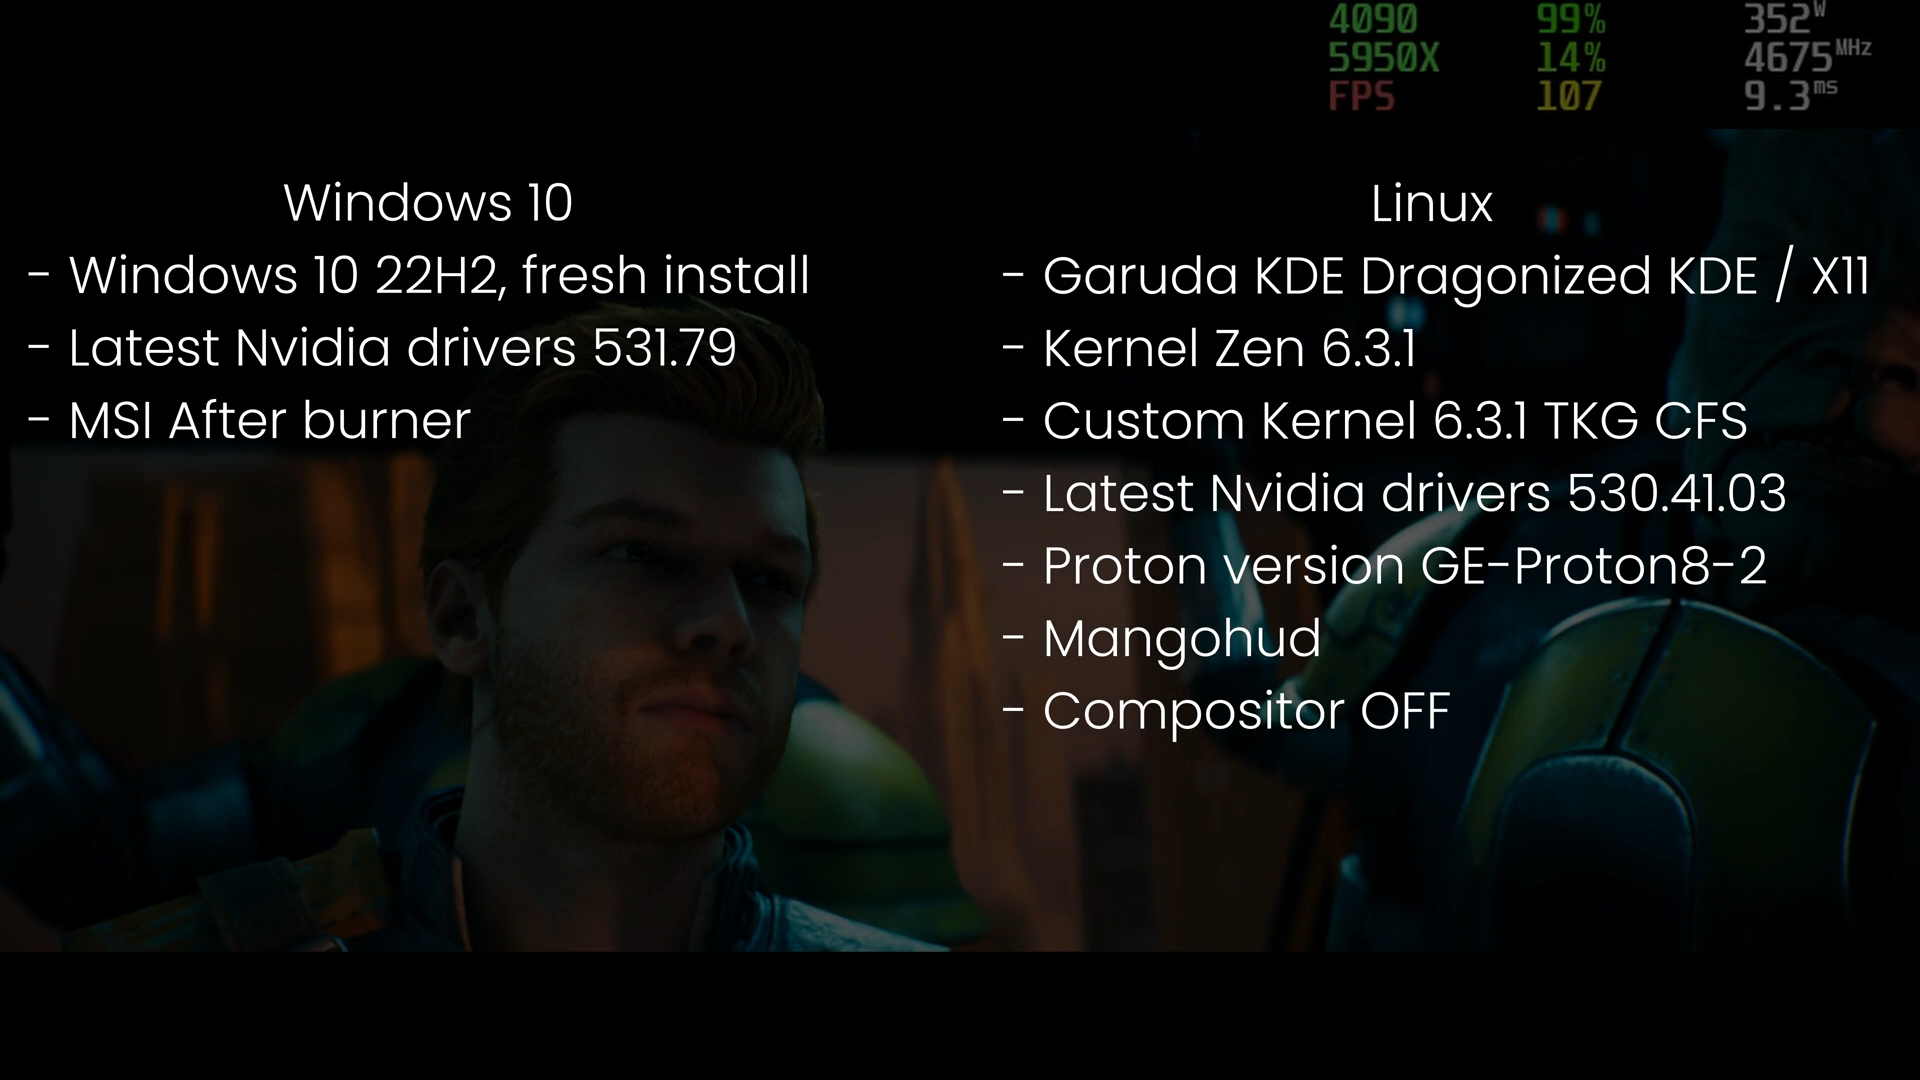 4090 99% 352W
5950X 14% 4675MHz
FPS 107 9.3ms
Windows 10
- Windows 10 22H2, fresh install
- Latest Nvidia drivers 531.79
- MSI After burner
Linux
- Garuda KDE Dragonized KDE / X11
- Kernel Zen 6.3.1
- Custom Kernel 6.3.1 TKG CFS
- Latest Nvidia drivers 530.41.03
- Proton version GE-Proton8-2
- Mangohud
- Compositor OFF